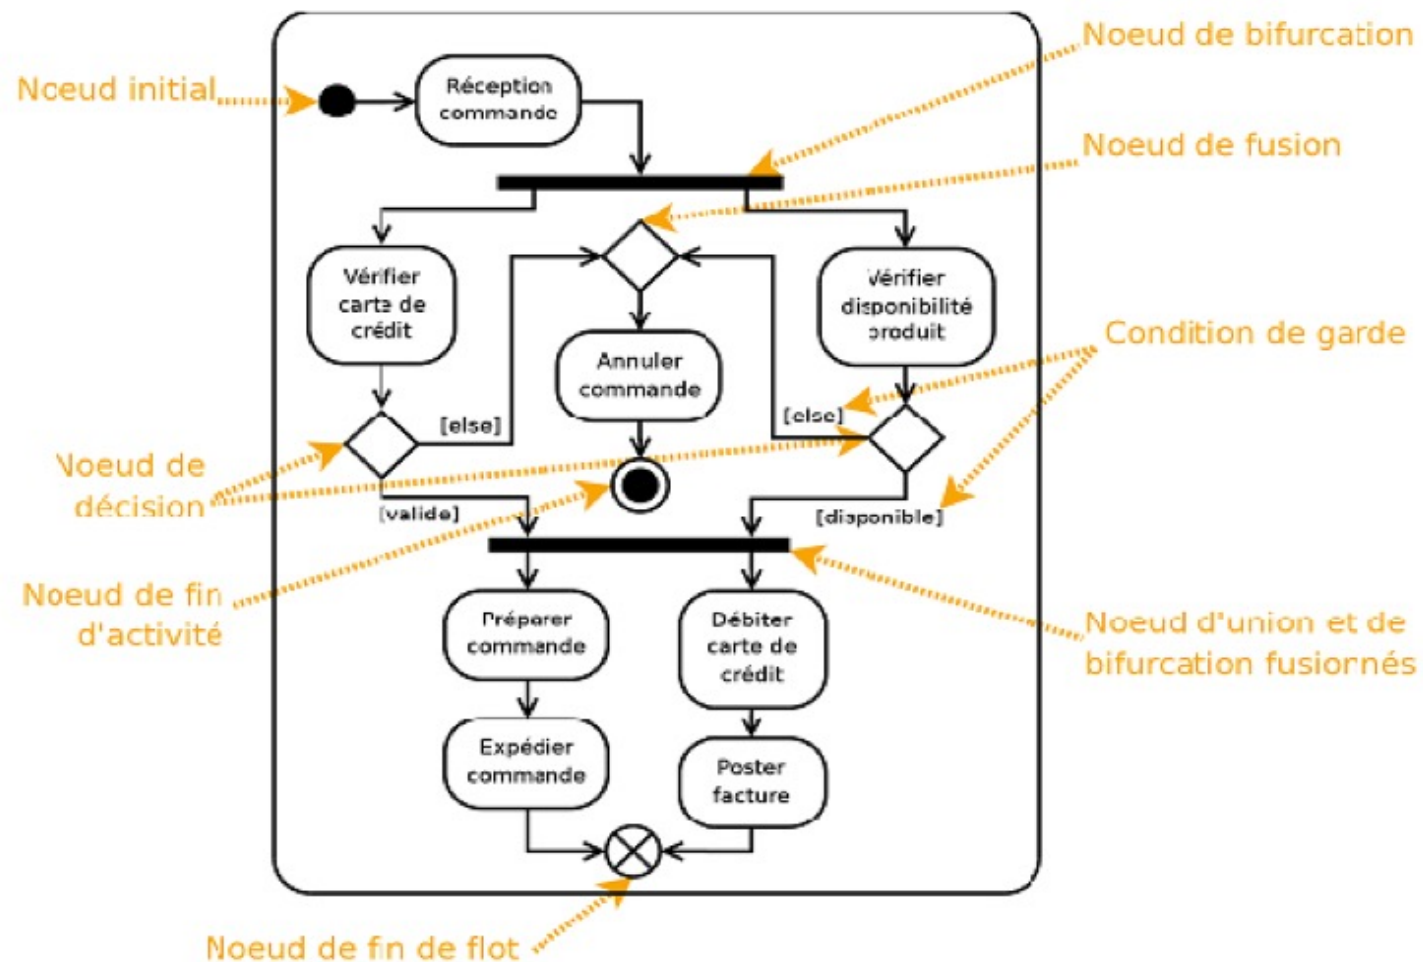 Noeud de bifurcation
Nœud initial
Réception
commande
Noeud de fusion
Vérifier
carte de
crédit
Vérifier
disponibilité
produit
Condition de garde
Annuler
commande
[else]
[else]
Noeud de
décision
[valide]
[disponible]
Noeud de fin
d'activité
Préparer
commande
Débiter
carte de
crédit
Noeud d'union et de
bifurcation fusionnés
Expédier
commande
Poster
facture
Noeud de fin de flot